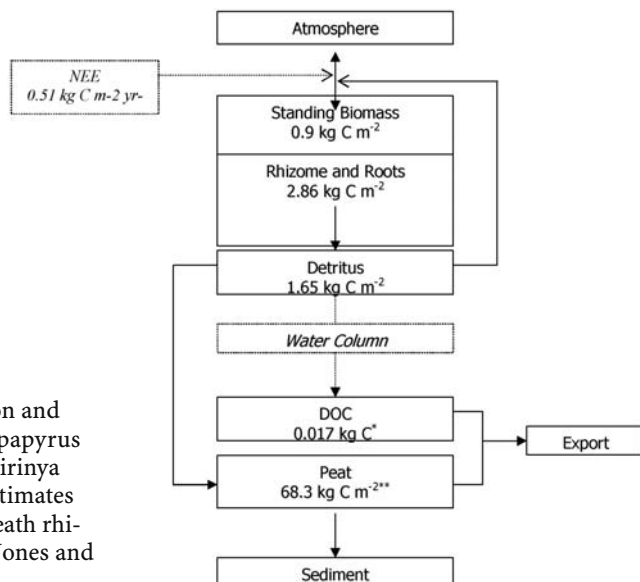 Atmosphere
NEE
0.51 kg C m-2 yr-
Standing Biomass
0.9 kg C m-2
Rhizome and Roots
2.86 kg C m-2
Detritus
1.65 kg C m-2
Water Column
DOC
0.017 kg C*
Export
Peat
68.3 kg C m-2**
Sediment
on and
papyrus
irinya
timates
eath rhi-
Jones and